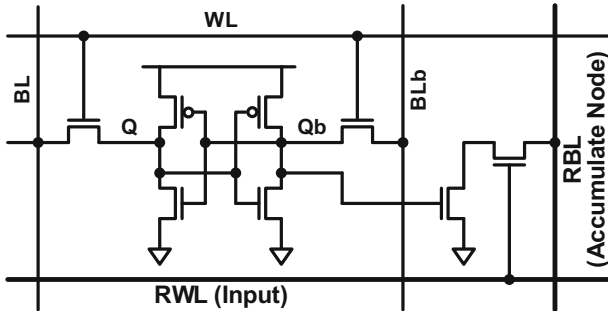 WL
BL
Q
Qb
BLb
RBL
(Accumulate Node)
RWL (Input)